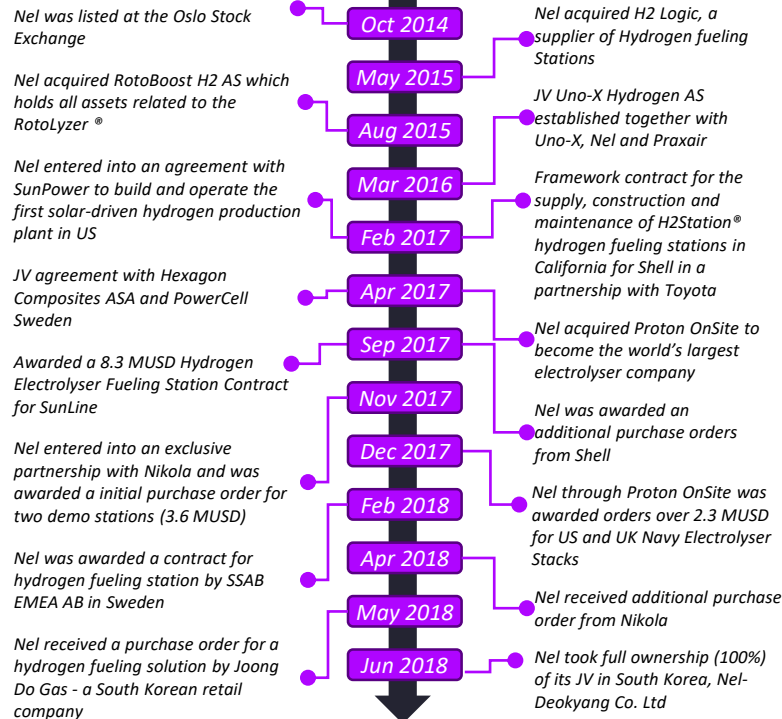 Nel was listed at the Oslo Stock
Exchange
Oct 2014
Nel acquired H2 Logic, a
supplier of Hydrogen fueling
Stations
May 2015
Nel acquired RotoBoost H2 AS which
holds all assets related to the
RotoLyzer ®
Aug 2015
JV Uno-X Hydrogen AS
established together with
Uno-X, Nel and Praxair
Mar 2016
Nel entered into an agreement with
SunPower to build and operate the
first solar-driven hydrogen production
plant in US
Feb 2017
Framework contract for the
supply, construction and
maintenance of H2Station®
hydrogen fueling stations in
California for Shell in a
partnership with Toyota
JV agreement with Hexagon
Composites ASA and PowerCell
Sweden
Apr 2017
Nel acquired Proton OnSite to
become the world’s largest
electrolyser company
Awarded a 8.3 MUSD Hydrogen
Electrolyser Fueling Station Contract
for SunLine
Sep 2017
Nel was awarded an
additional purchase orders
from Shell
Nov 2017
Nel entered into an exclusive
partnership with Nikola and was
awarded a initial purchase order for
two demo stations (3.6 MUSD)
Dec 2017
Nel through Proton OnSite was
awarded orders over 2.3 MUSD
for US and UK Navy Electrolyser
Stacks
Feb 2018
Nel was awarded a contract for
hydrogen fueling station by SSAB
EMEA AB in Sweden
Apr 2018
Nel received additional purchase
order from Nikola
May 2018
Nel received a purchase order for a
hydrogen fueling solution by Joong
Do Gas - a South Korean retail
company
Jun 2018
Nel took full ownership (100%)
of its JV in South Korea, Nel-
Deokyang Co. Ltd